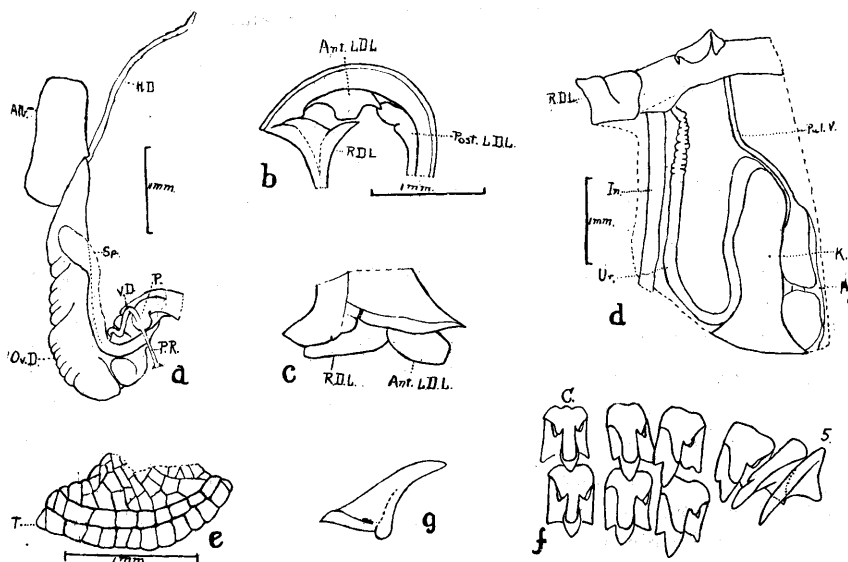 H.D.
Alb.
1mm.
Sp.
V.D.
P.
Ov.D.
P.R.
a
Ant. L.D.L.
R.D.L.
Post. L.D.L.
b
1mm.
R.D.L.
Pul.V.
In.
1mm.
Ur.
K.
d
c
R.D.L.
Ant. L.D.L.
T.
e
1mm.
g
C.
5.
f